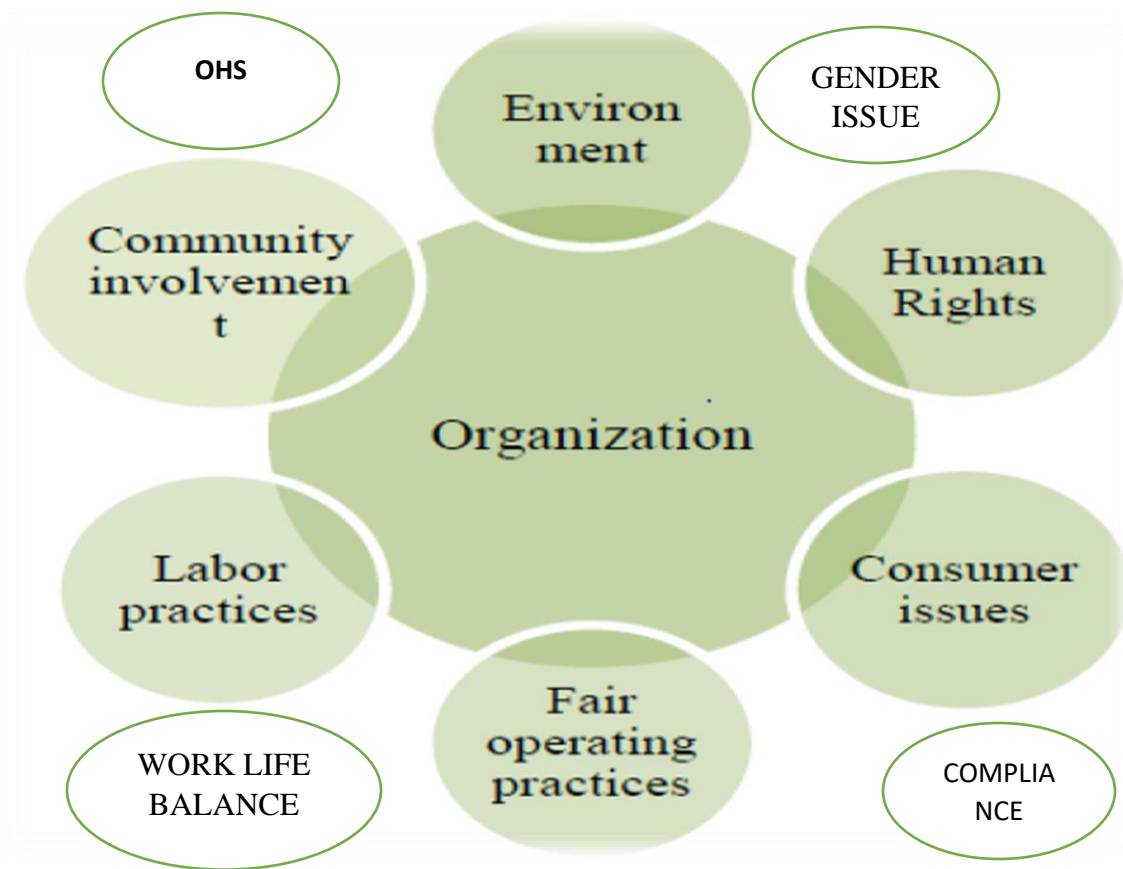 OHS
Environ
ment
GENDER
ISSUE
Community
involvemen
t
Human
Rights
Organization
Labor
practices
Consumer
issues
Fair
operating
practices
WORK LIFE
BALANCE
COMPLIA
NCE